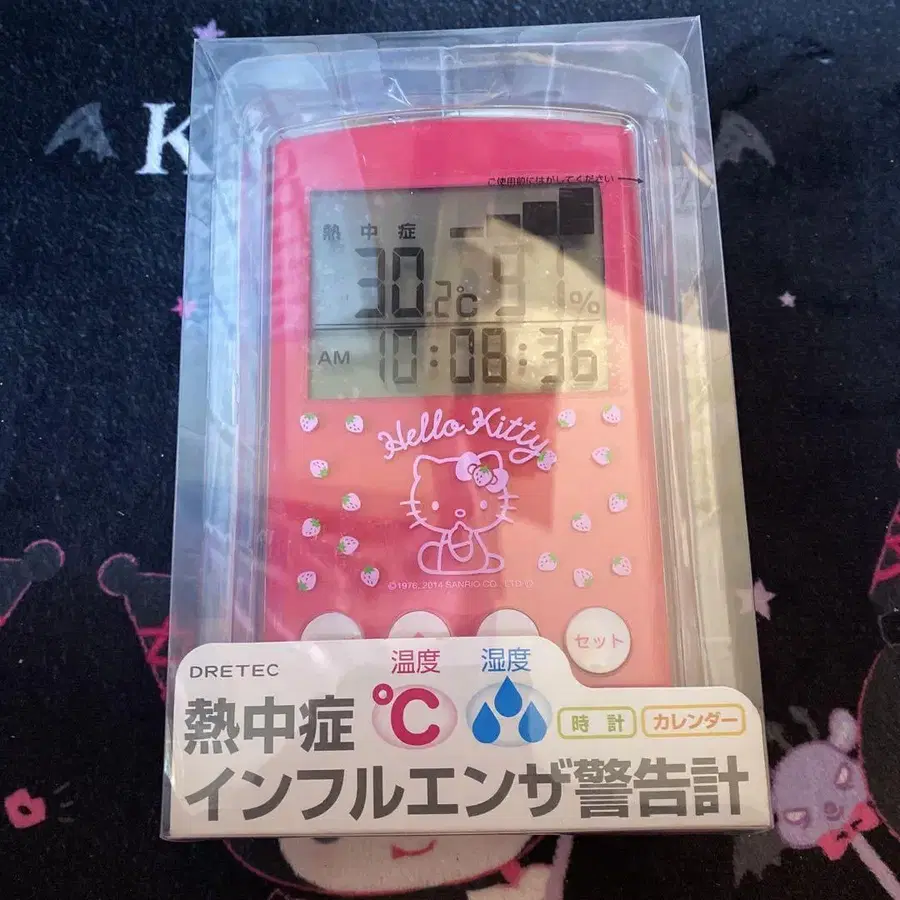 K
ご使用前にはがしてください
熱中症
30.2℃ 91%
AM 10:08:36
Hello Kitty
©1976, 2014 SANRIO CO., LTD.
セット
DRETEC
温度
湿度
熱中症
℃
時計
カレンダー
インフルエンザ警告計